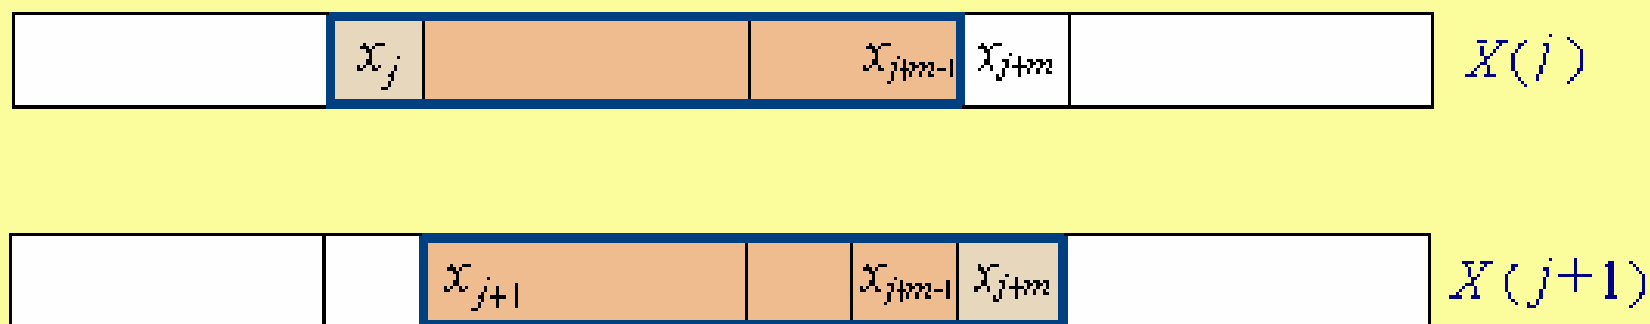 x_j x_{j+m-1} x_{j+m} X(j)
x_{j+1} x_{j+m-1} x_{j+m} X(j+1)